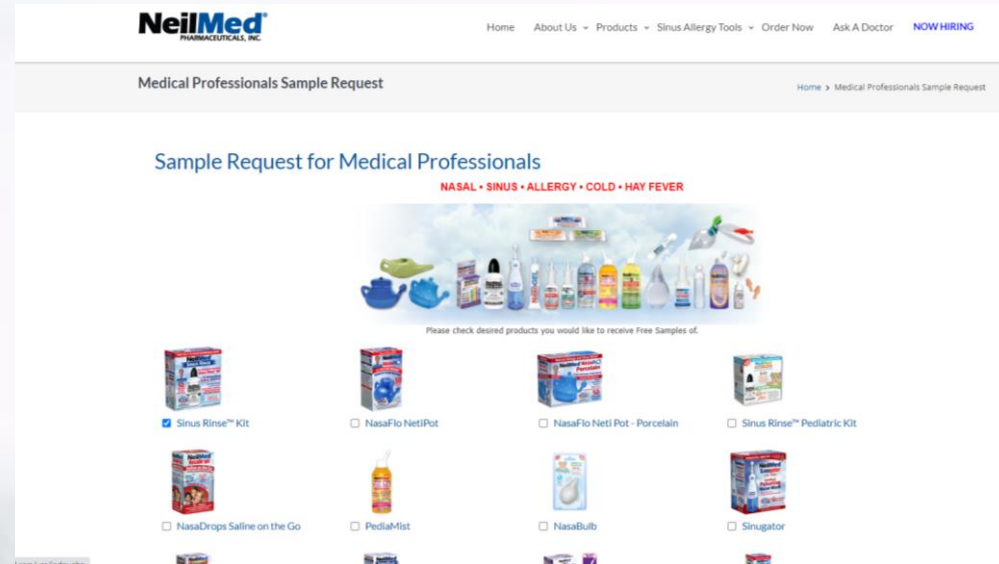 NeilMed®
PHARMACEUTICALS, INC.
Home About Us Products Sinus Allergy Tools Order Now Ask A Doctor NOW HIRING
Medical Professionals Sample Request
Home > Medical Professionals Sample Request
Sample Request for Medical Professionals
NASAL • SINUS • ALLERGY • COLD • HAY FEVER
Please check desired products you would like to receive Free Samples of.
Sinus Rinse™ Kit
NasaFlo NetiPot
NasaFlo Neti Pot - Porcelain
Sinus Rinse™ Pediatric Kit
NasaDrops Saline on the Go
PediaMist
NasaBulb
Sinugator